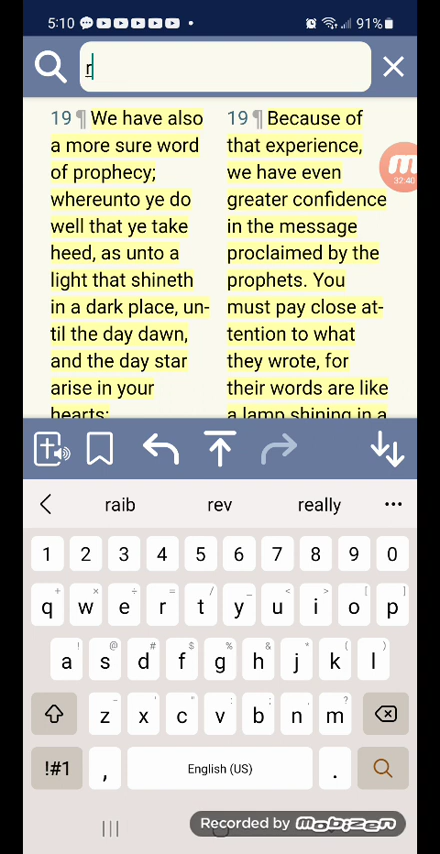 5:10 91%
r
19 ¶ We have also
a more sure word
of prophecy;
whereunto ye do
well that ye take
heed, as unto a
light that shineth
in a dark place, un-
til the day dawn,
and the day star
arise in your
hearts:
19 ¶ Because of
that experience,
we have even
greater confidence
in the message
proclaimed by the
prophets. You
must pay close at-
tention to what
they wrote, for
their words are like
a lamp shining in a
32:40
raib rev really ...
1 2 3 4 5 6 7 8 9 0
+ × ÷ = / _ < > [ ]
q w e r t y u i o p
! @ # $ % & * ( )
a s d f g h j k l
- ' " : ; , ?
z x c v b n m
!#1 , English (US) .
Recorded by mobizen